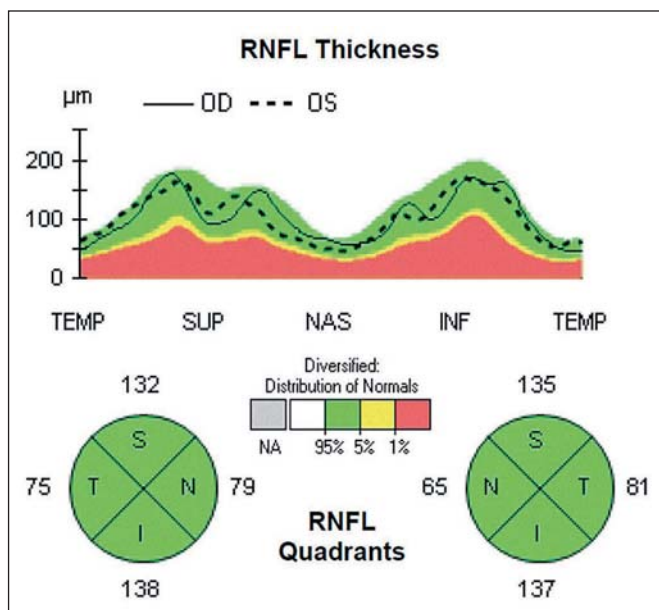 RNFL Thickness
µm
OD
OS
200
100
0
TEMP
SUP
NAS
INF
TEMP
132
Diversified:
Distribution of Normals
135
NA
95%
5%
1%
S
T
N
I
75
79
S
N
T
I
65
81
RNFL
Quadrants
138
137